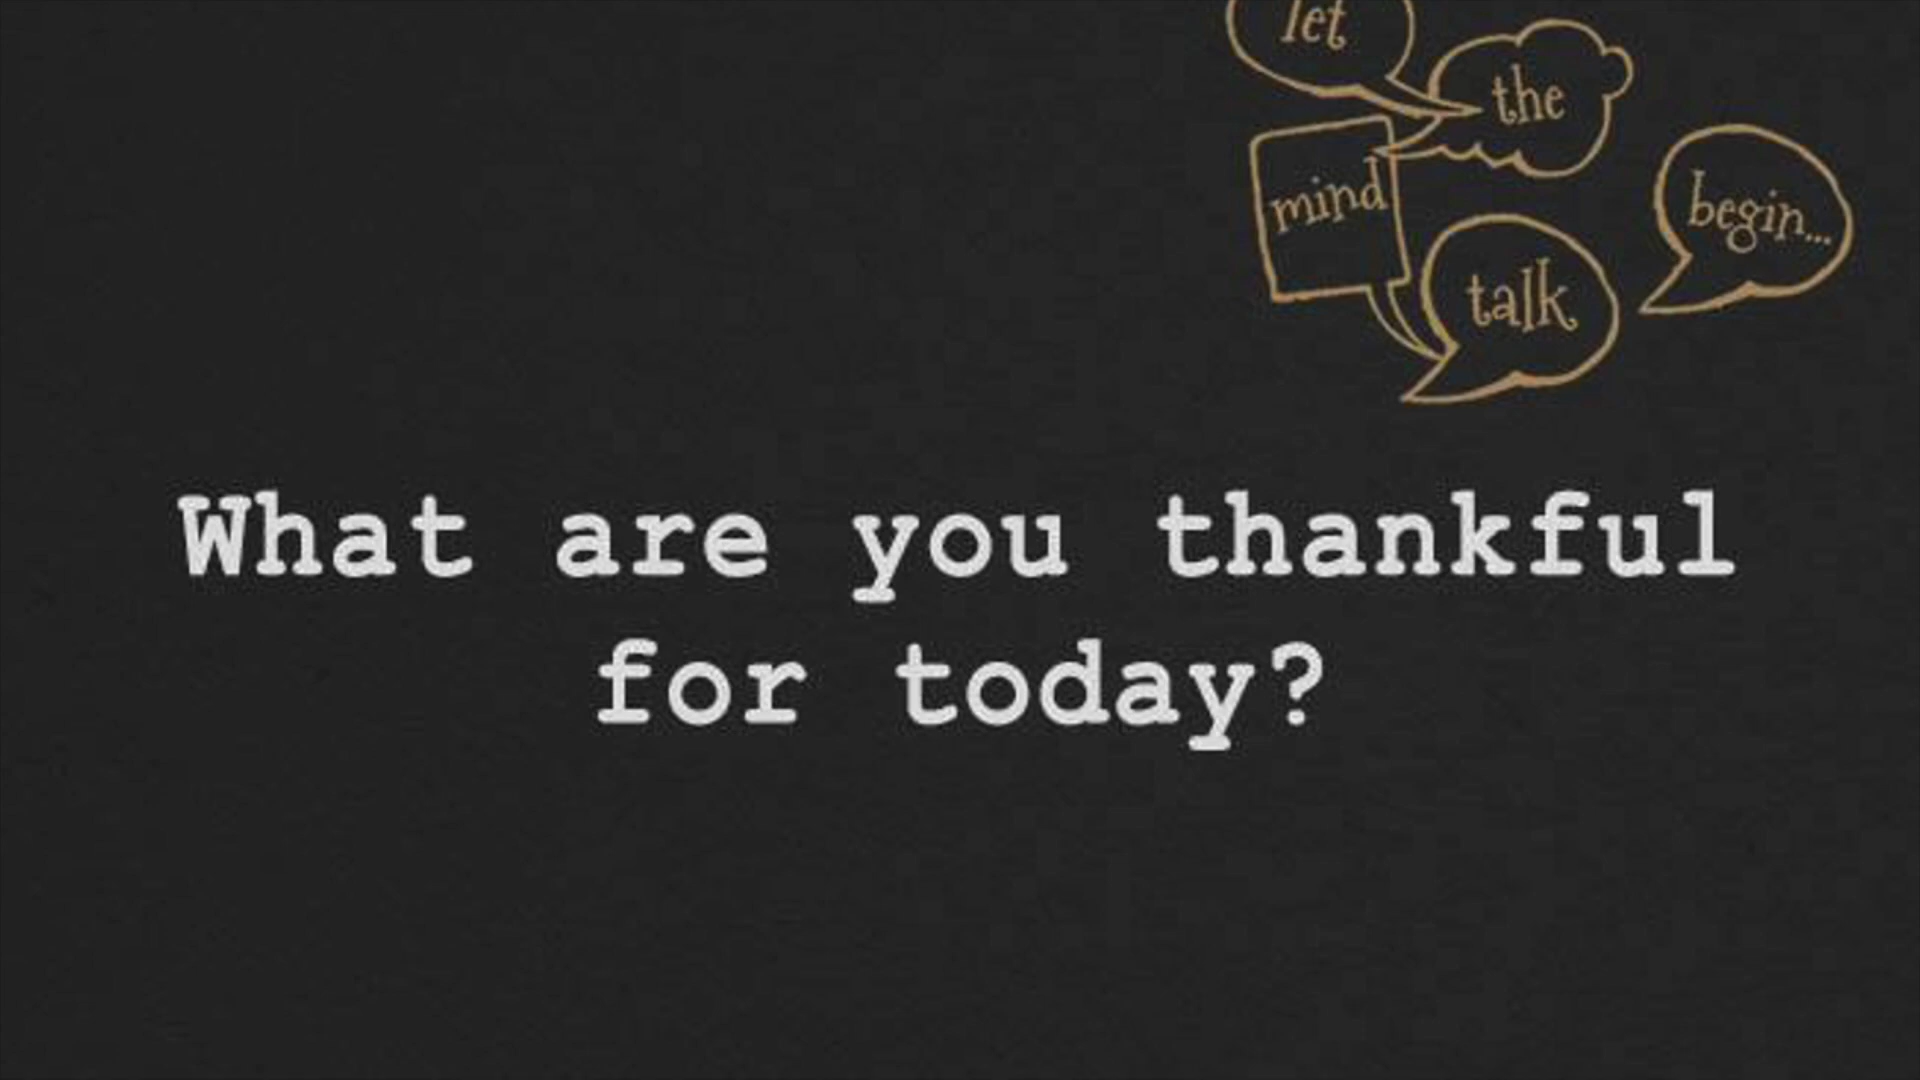 let
the
mind
talk
begin...
What are you thankful
for today?